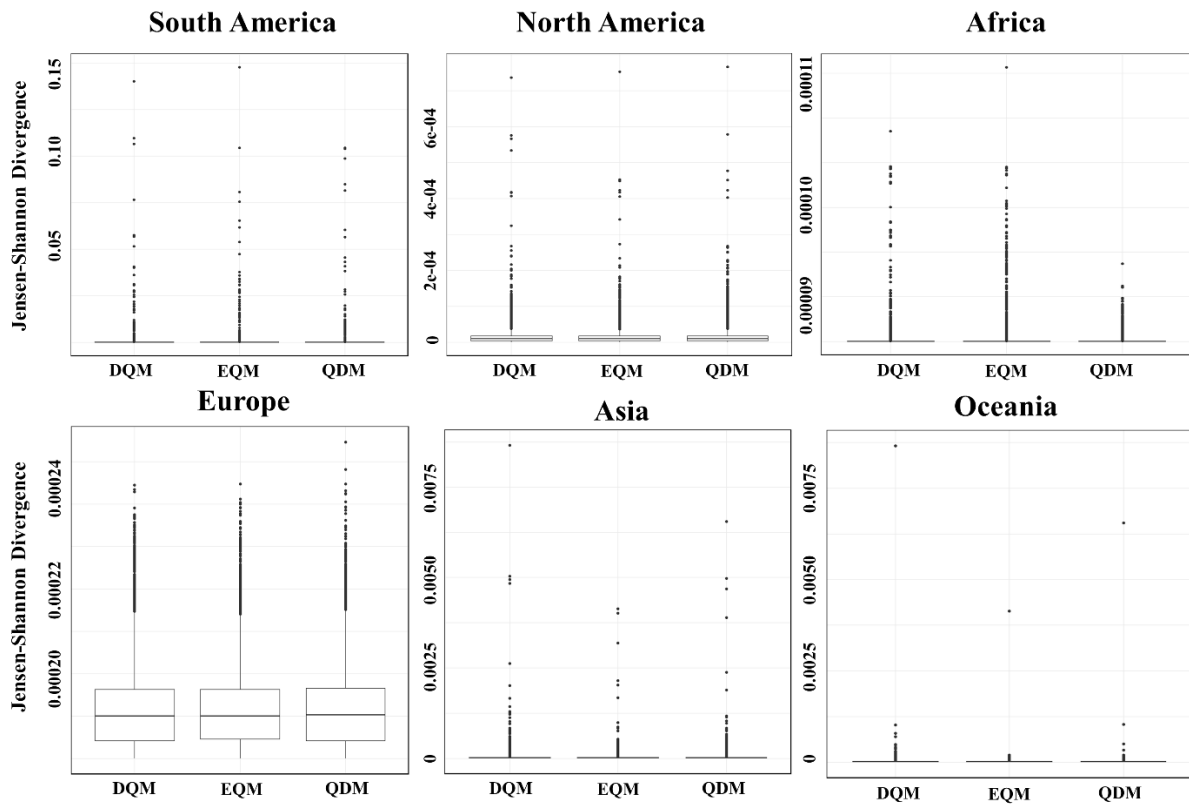 South America
North America
Africa
Jensen-Shannon Divergence
0.15
0.10
0.05
6e-04
4e-04
2e-04
0
0.00011
0.00010
0.00009
DQM
EQM
QDM
DQM
EQM
QDM
DQM
EQM
QDM
Europe
Asia
Oceania
Jensen-Shannon Divergence
0.00024
0.00022
0.00020
0.0075
0.0050
0.0025
0
0.0075
0.0050
0.0025
0
DQM
EQM
QDM
DQM
EQM
QDM
DQM
EQM
QDM